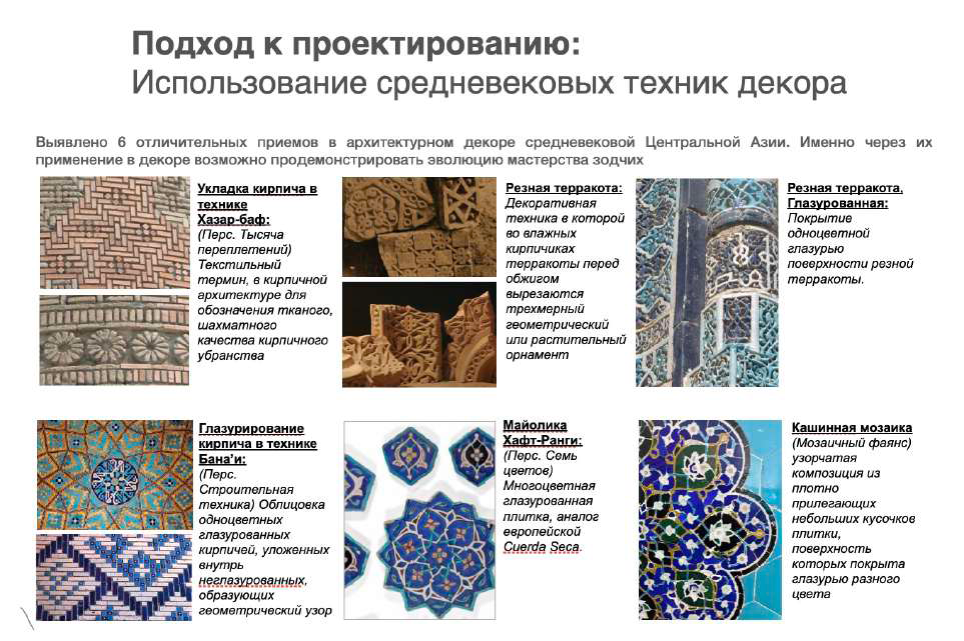 Подход к проектированию:
Использование средневековых техник декора
Выявлено 6 отличительных приемов в архитектурном декоре средневековой Центральной Азии. Именно через их
применение в декоре возможно продемонстрировать эволюцию мастерства зодчих
Укладка кирпича в
технике
Хазар-баф:
(Перс. Тысяча
переплетений)
Текстильный
термин, в кирпичной
архитектуре для
обозначения тканого,
шахматного
качества кирпичного
убранства
Резная терракота:
Декоративная
техника в которой
во влажных
кирпичиках
терракоты перед
обжигом
вырезаются
трехмерный
геометрический
или растительный
орнамент
Резная терракота,
Глазурованная:
Покрытие
одноцветной
глазурью
поверхности резной
терракоты.
Глазурирование
кирпича в технике
Бана’и:
(Перс.
Строительная
техника) Облицовка
одноцветных
глазурованных
кирпичей, уложенных
внутрь
неглазурованных,
образующих
геометрический узор
Майолика
Хафт-Ранги:
(Перс. Семь
цветов)
Многоцветная
глазурованная
плитка, аналог
европейской
Cuerda Seca.
Кашинная мозаика
(Мозаичный фаянс)
узорчатая
композиция из
плотно
прилегающих
небольших кусочков
плитки,
поверхность
которых покрыта
глазурью разного
цвета